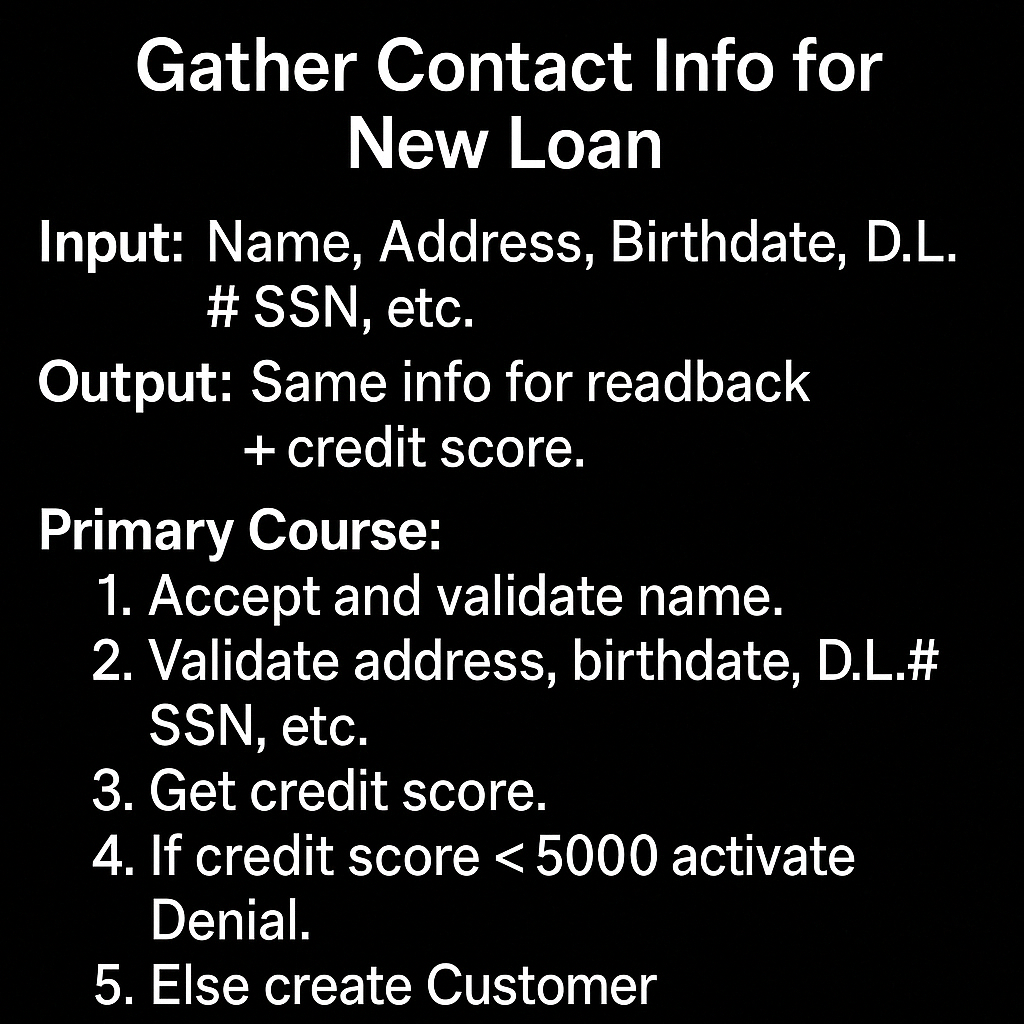 Gather Contact Info for
New Loan
Input: Name, Address, Birthdate, D.L.
# SSN, etc.
Output: Same info for readback
+ credit score.
Primary Course:
1. Accept and validate name.
2. Validate address, birthdate, D.L.#
SSN, etc.
3. Get credit score.
4. If credit score < 5000 activate
Denial.
5. Else create Customer